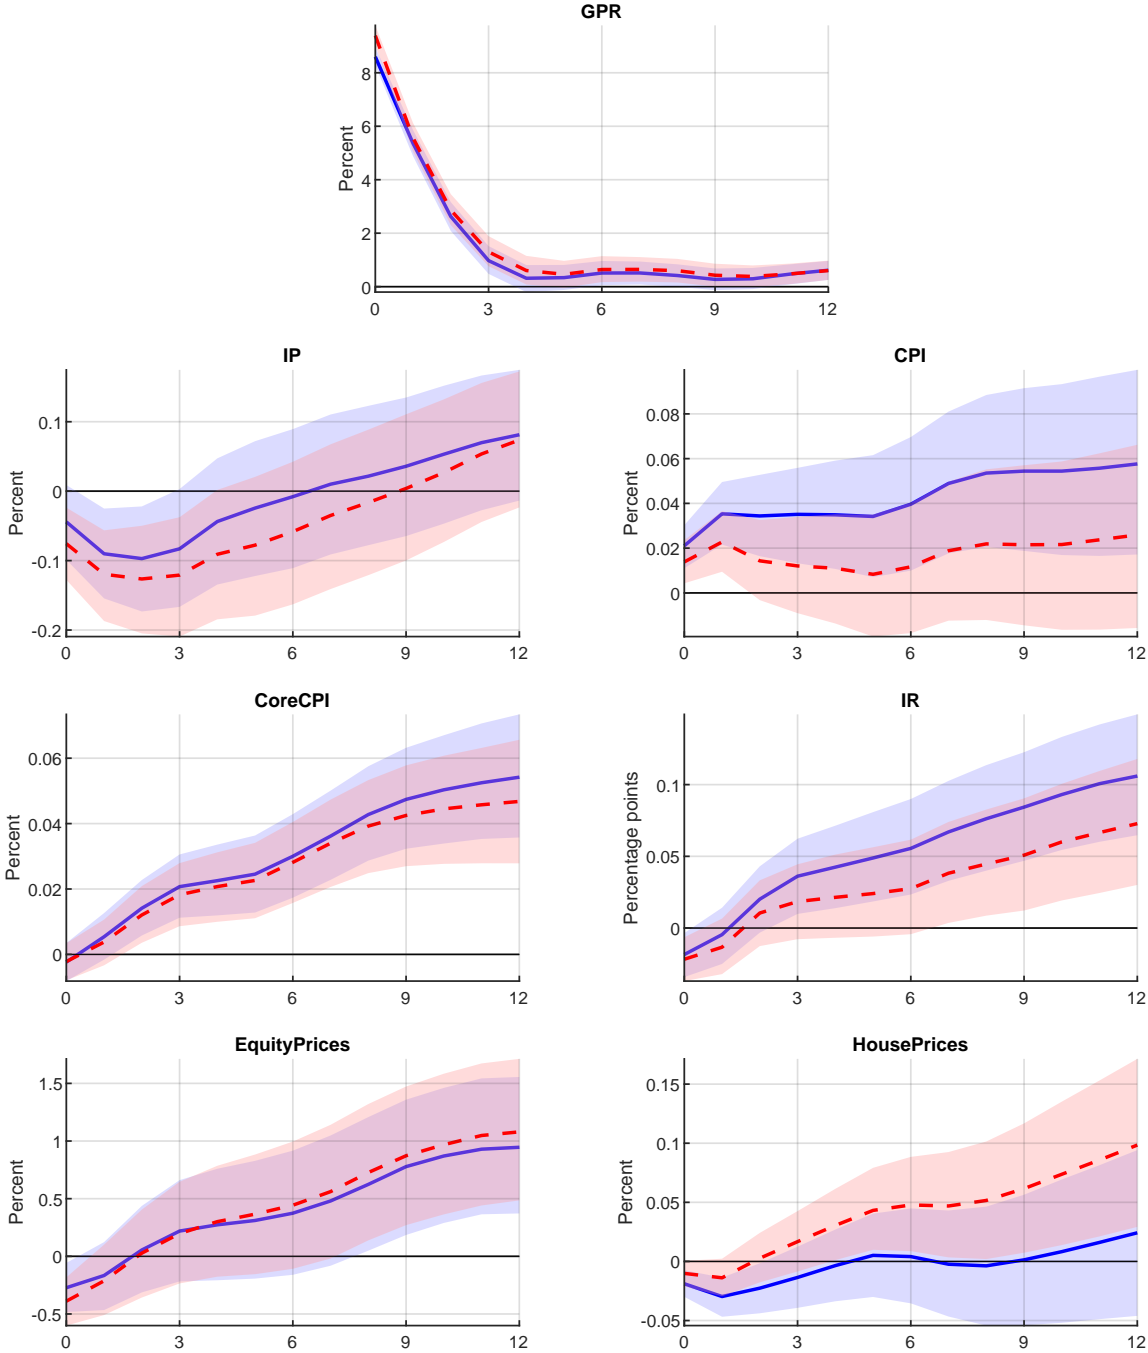 GPR
Percent
8
6
4
2
0
0 3 6 9 12
IP CPI
Percent
0.1
0
-0.1
-0.2
0 3 6 9 12
Percent
0.08
0.06
0.04
0.02
0
0 3 6 9 12
CoreCPI IR
Percent
0.06
0.04
0.02
0
0 3 6 9 12
Percentage points
0.1
0.05
0
0 3 6 9 12
EquityPrices HousePrices
Percent
1.5
1
0.5
0
-0.5
0 3 6 9 12
Percent
0.15
0.1
0.05
0
-0.05
0 3 6 9 12